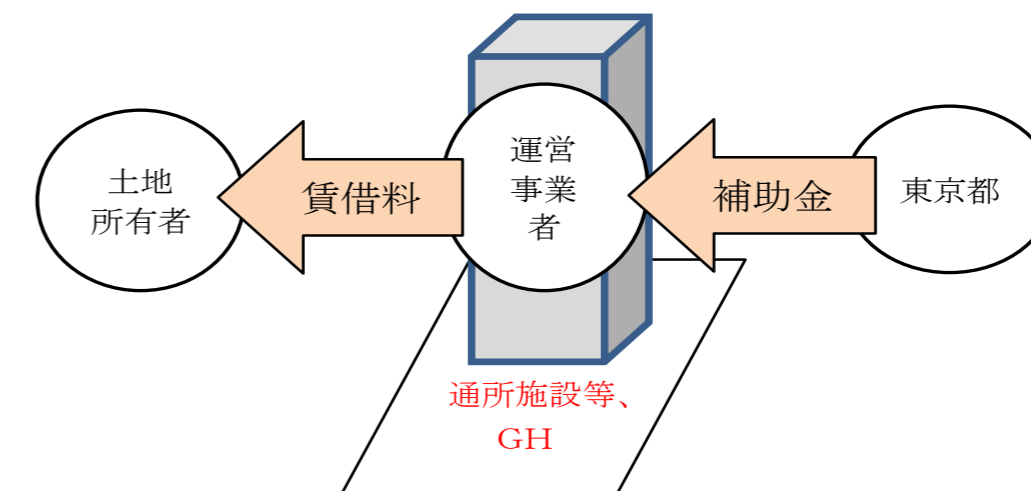 土地
所有者
賃借料
運営
事業
者
補助金
東京都
通所施設等、
GH